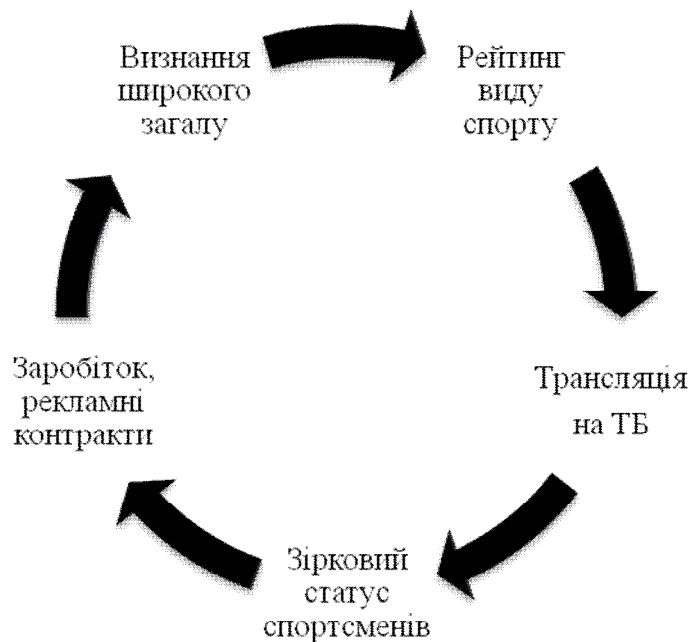 Визнання
широкого
загалу
Рейтинг
виду
спорту
Трансляція
на ТБ
Зірковий
статус
спортсменів
Заробіток,
рекламні
контракти